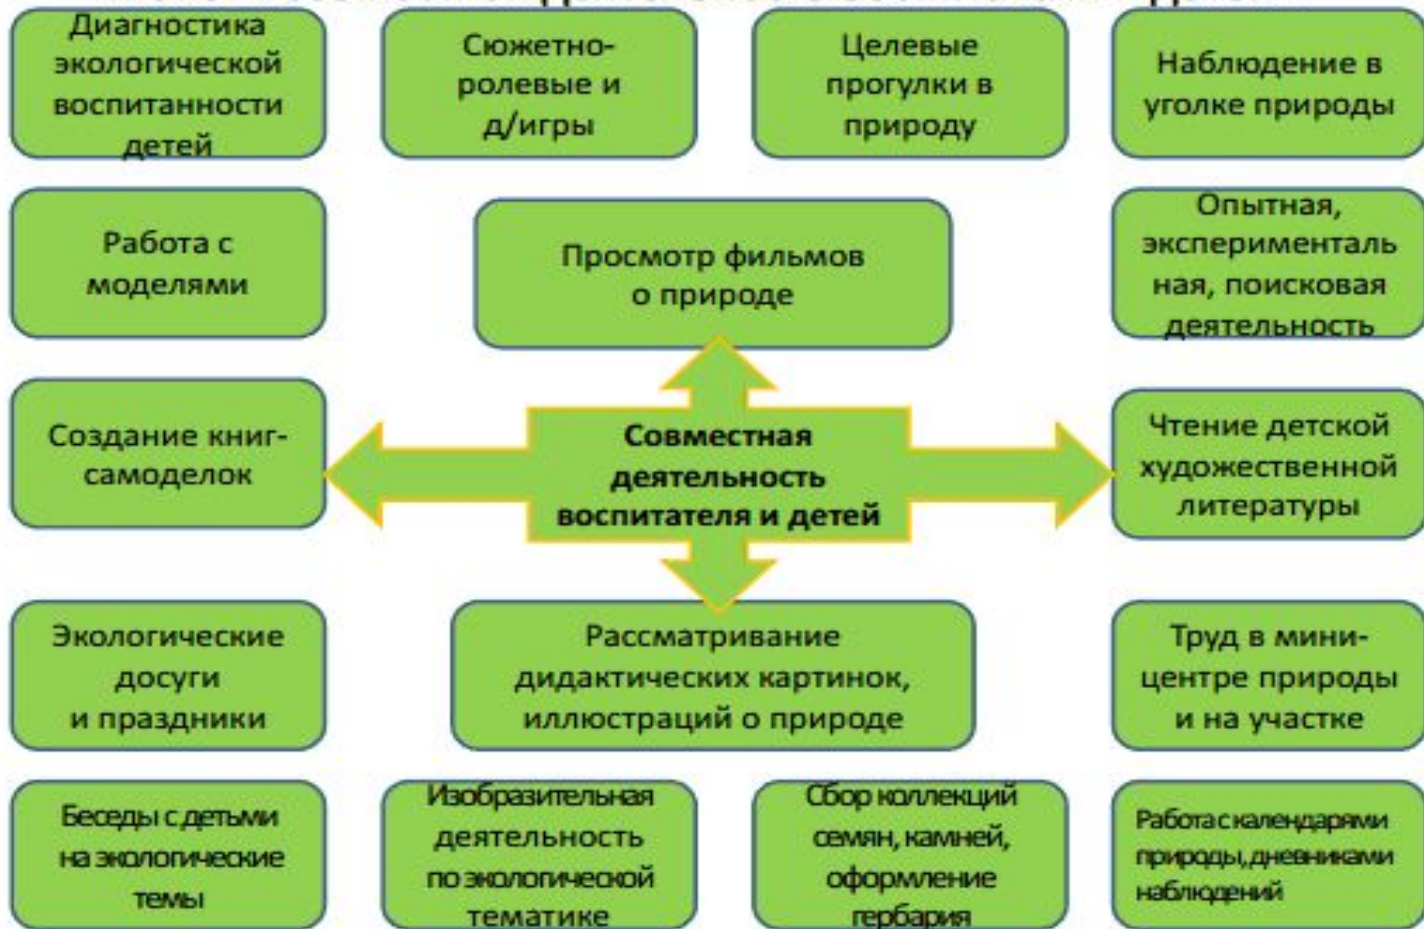 Диагностика
экологической
воспитанности
детей
Сюжетно-
ролевые и
д/игры
Целевые
прогулки в
природу
Наблюдение в
уголке природы
Работа с
моделями
Просмотр фильмов
о природе
Опытная,
эксперименталь
ная, поисковая
деятельность
Создание книг-
самоделок
Совместная
деятельность
воспитателя и детей
Чтение детской
художественной
литературы
Экологические
досуги
и праздники
Рассматривание
дидактических картинок,
иллюстраций о природе
Труд в мини-
центре природы
и на участке
Беседы с детьми
на экологические
темы
Изобразительная
деятельность
по экологической
тематике
Сбор коллекций
семян, камней,
оформление
гербария
Работа с календарями
природы, дневниками
наблюдений